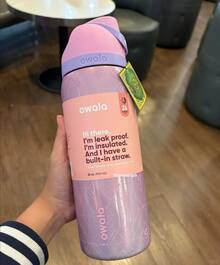 owala
owala
Hi there.
I'm leak proof.
I'm insulated.
And I have a
built-in straw.
owala